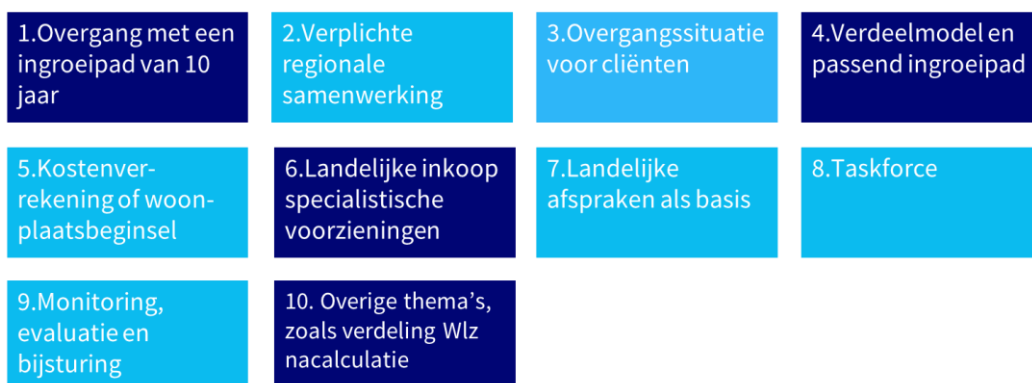 1.Overgang met een
ingroeipad van 10
jaar
2.Verplichte
regionale
samenwerking
3.Overgangssituatie
voor cliënten
4.Verdeelmodel en
passend ingroeipad
5.Kostenver-
rekening of woon-
plaatsbeginsel
6.Landelijke inkoop
specialistische
voorzieningen
7.Landelijke
afspraken als basis
8.Taskforce
9.Monitoring,
evaluatie en
bijsturing
10. Overige thema's,
zoals verdeling Wlz
nacalculatie